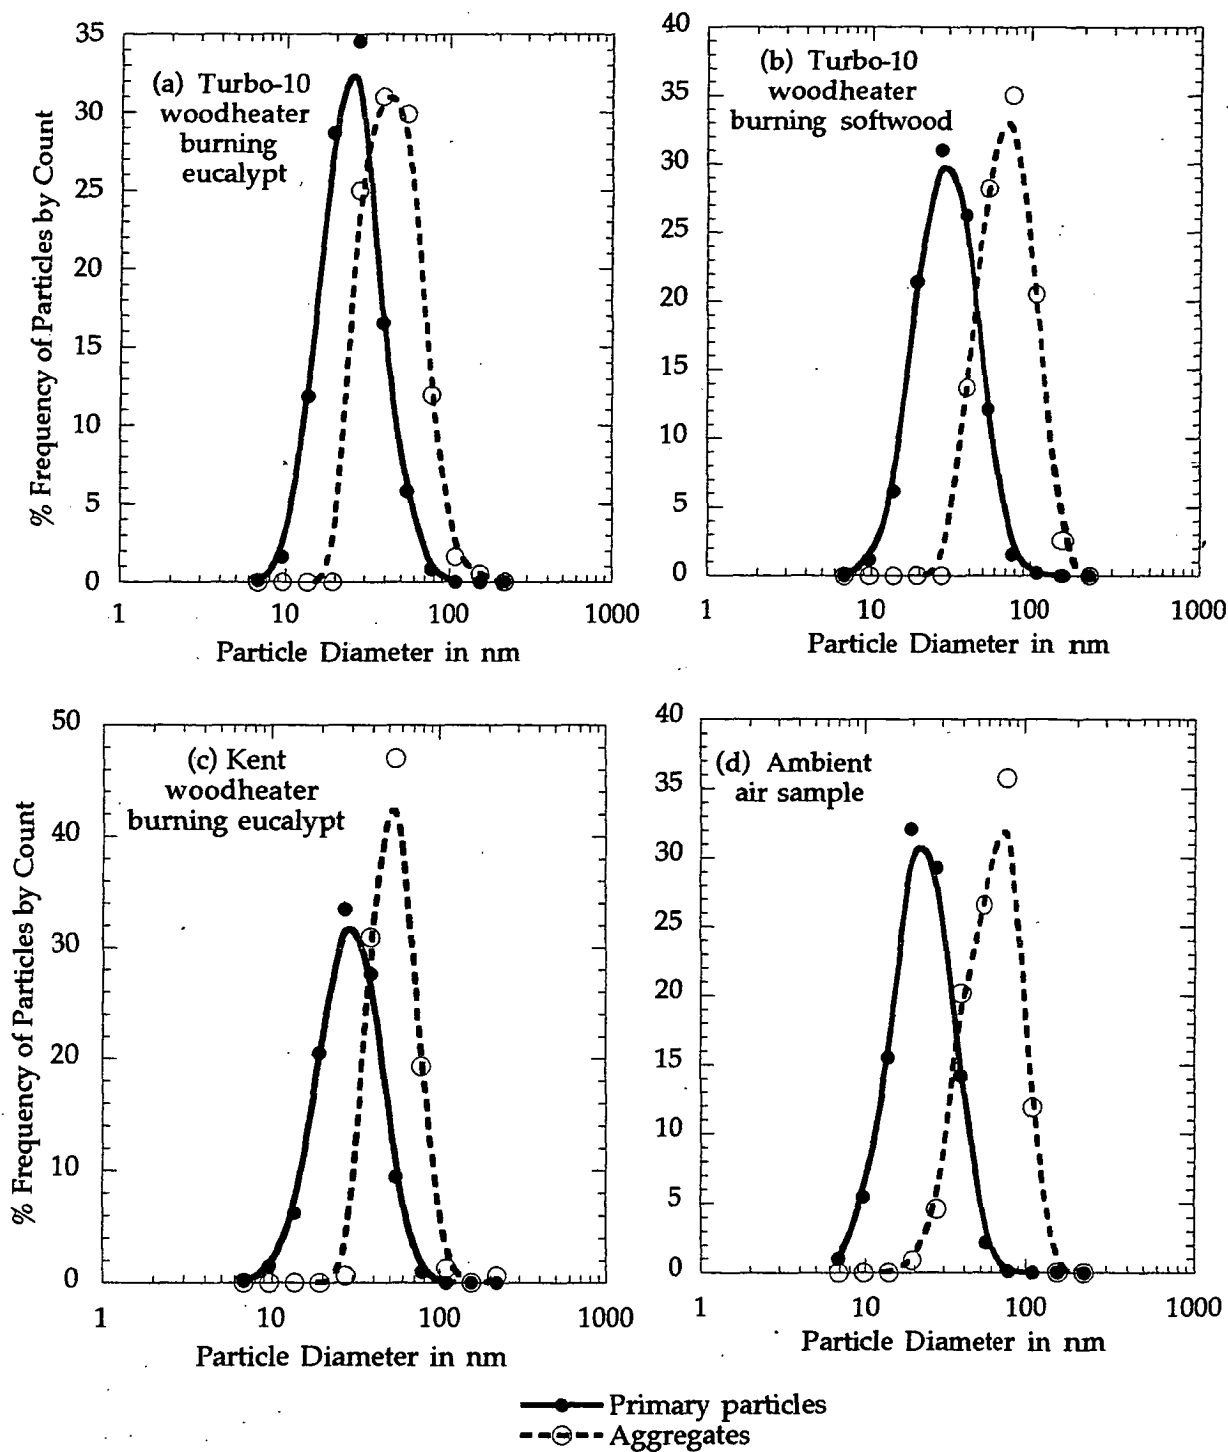 35
30
25
20
15
10
5
0
% Frequency of Particles by Count
(a) Turbo-10
woodheater
burning
eucalypt
1 10 100 1000
Particle Diameter in nm
40
35
30
25
20
15
10
5
0
(b) Turbo-10
woodheater
burning softwood
1 10 100 1000
Particle Diameter in nm
50
40
30
20
10
0
% Frequency of Particles by Count
(c) Kent
woodheater
burning eucalypt
1 10 100 1000
Particle Diameter in nm
40
35
30
25
20
15
10
5
0
(d) Ambient
air sample
1 10 100 1000
Particle Diameter in nm
Primary particles
Aggregates